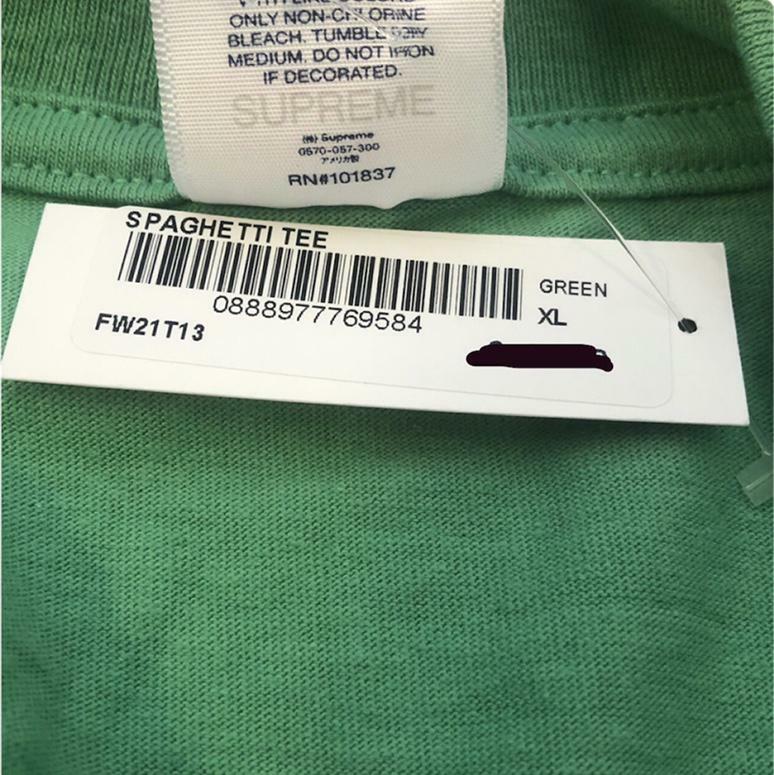 ONLY NON-CHLORINE
BLEACH. TUMBLE DRY
MEDIUM. DO NOT IRON
IF DECORATED.
SUPREME
(株) Supreme
0570-057-300
アメリカ製
RN#101837
SPAGHETTI TEE
0888977769584
GREEN
XL
FW21T13